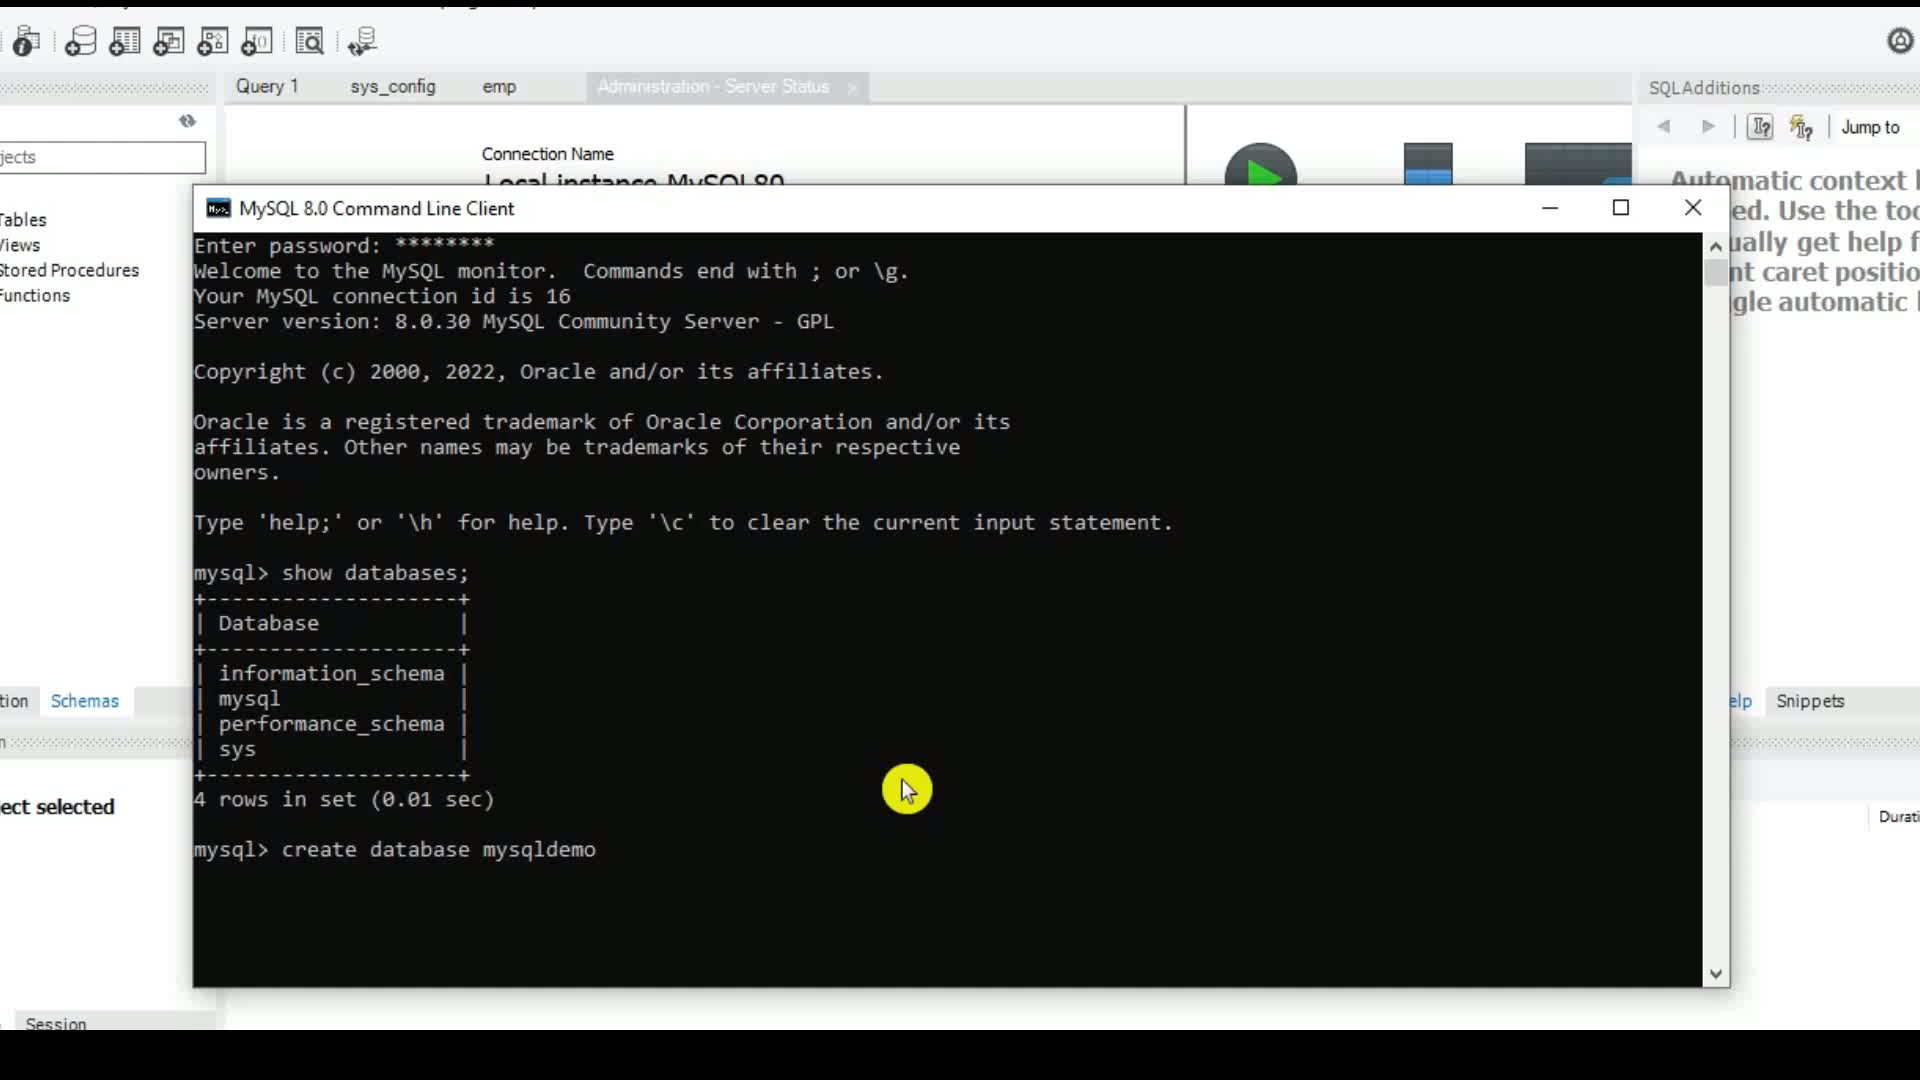 Query 1
sys_config
emp
Administration - Server Status
SQLAdditions
jects
Connection Name
Local instance MySQL80
Jump to
Tables
Views
Stored Procedures
Functions
Automatic context
ed. Use the too
ually get help f
nt caret positio
gle automatic
MySQL 8.0 Command Line Client
Enter password: ********
Welcome to the MySQL monitor.  Commands end with ; or \g.
Your MySQL connection id is 16
Server version: 8.0.30 MySQL Community Server - GPL
Copyright (c) 2000, 2022, Oracle and/or its affiliates.
Oracle is a registered trademark of Oracle Corporation and/or its
affiliates. Other names may be trademarks of their respective
owners.
Type 'help;' or '\h' for help. Type '\c' to clear the current input statement.
mysql> show databases;
+--------------------+
| Database           |
+--------------------+
| information_schema |
| mysql              |
| performance_schema |
| sys                |
+--------------------+
4 rows in set (0.01 sec)
mysql> create database mysqldemo
tion
Schemas
elp
Snippets
ect selected
Durati
Session